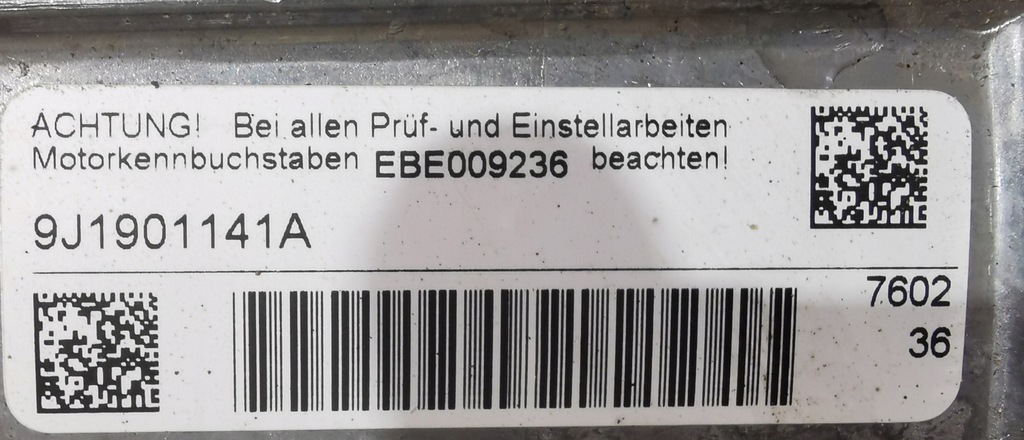 ACHTUNG! Bei allen Prüf- und Einstellarbeiten
Motorkennbuchstaben EBE009236 beachten!
9J1901141A
7602
36